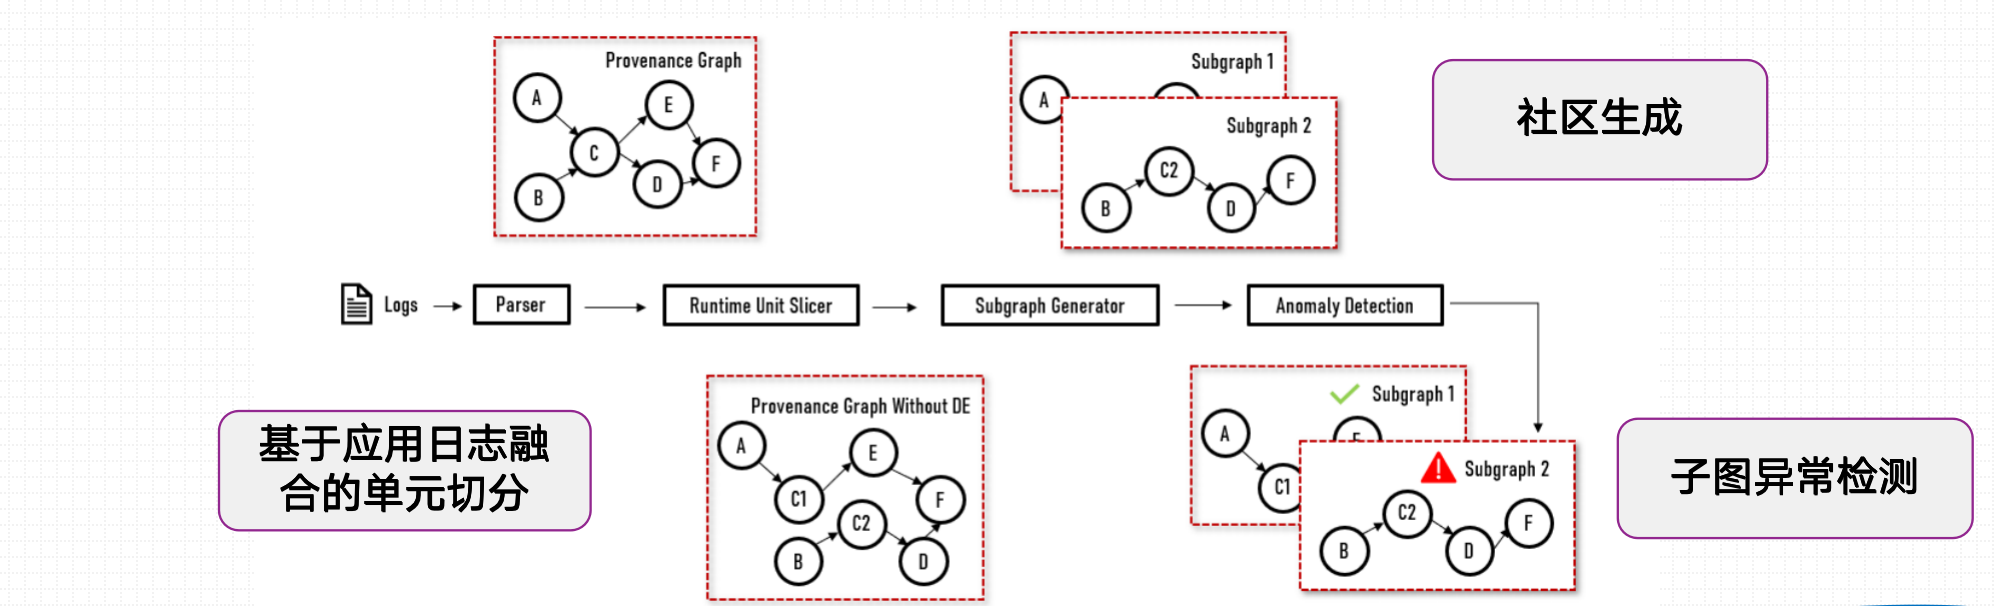 Provenance Graph
A
E
C
F
D
B
Subgraph 1
A
Subgraph 2
C2
F
B
D
社区生成
Logs
Parser
Runtime Unit Slicer
Subgraph Generator
Anomaly Detection
基于应用日志融
合的单元切分
Provenance Graph Without DE
A
E
C1
F
C2
B
D
Subgraph 1
A
E
C1
Subgraph 2
C2
F
B
D
子图异常检测